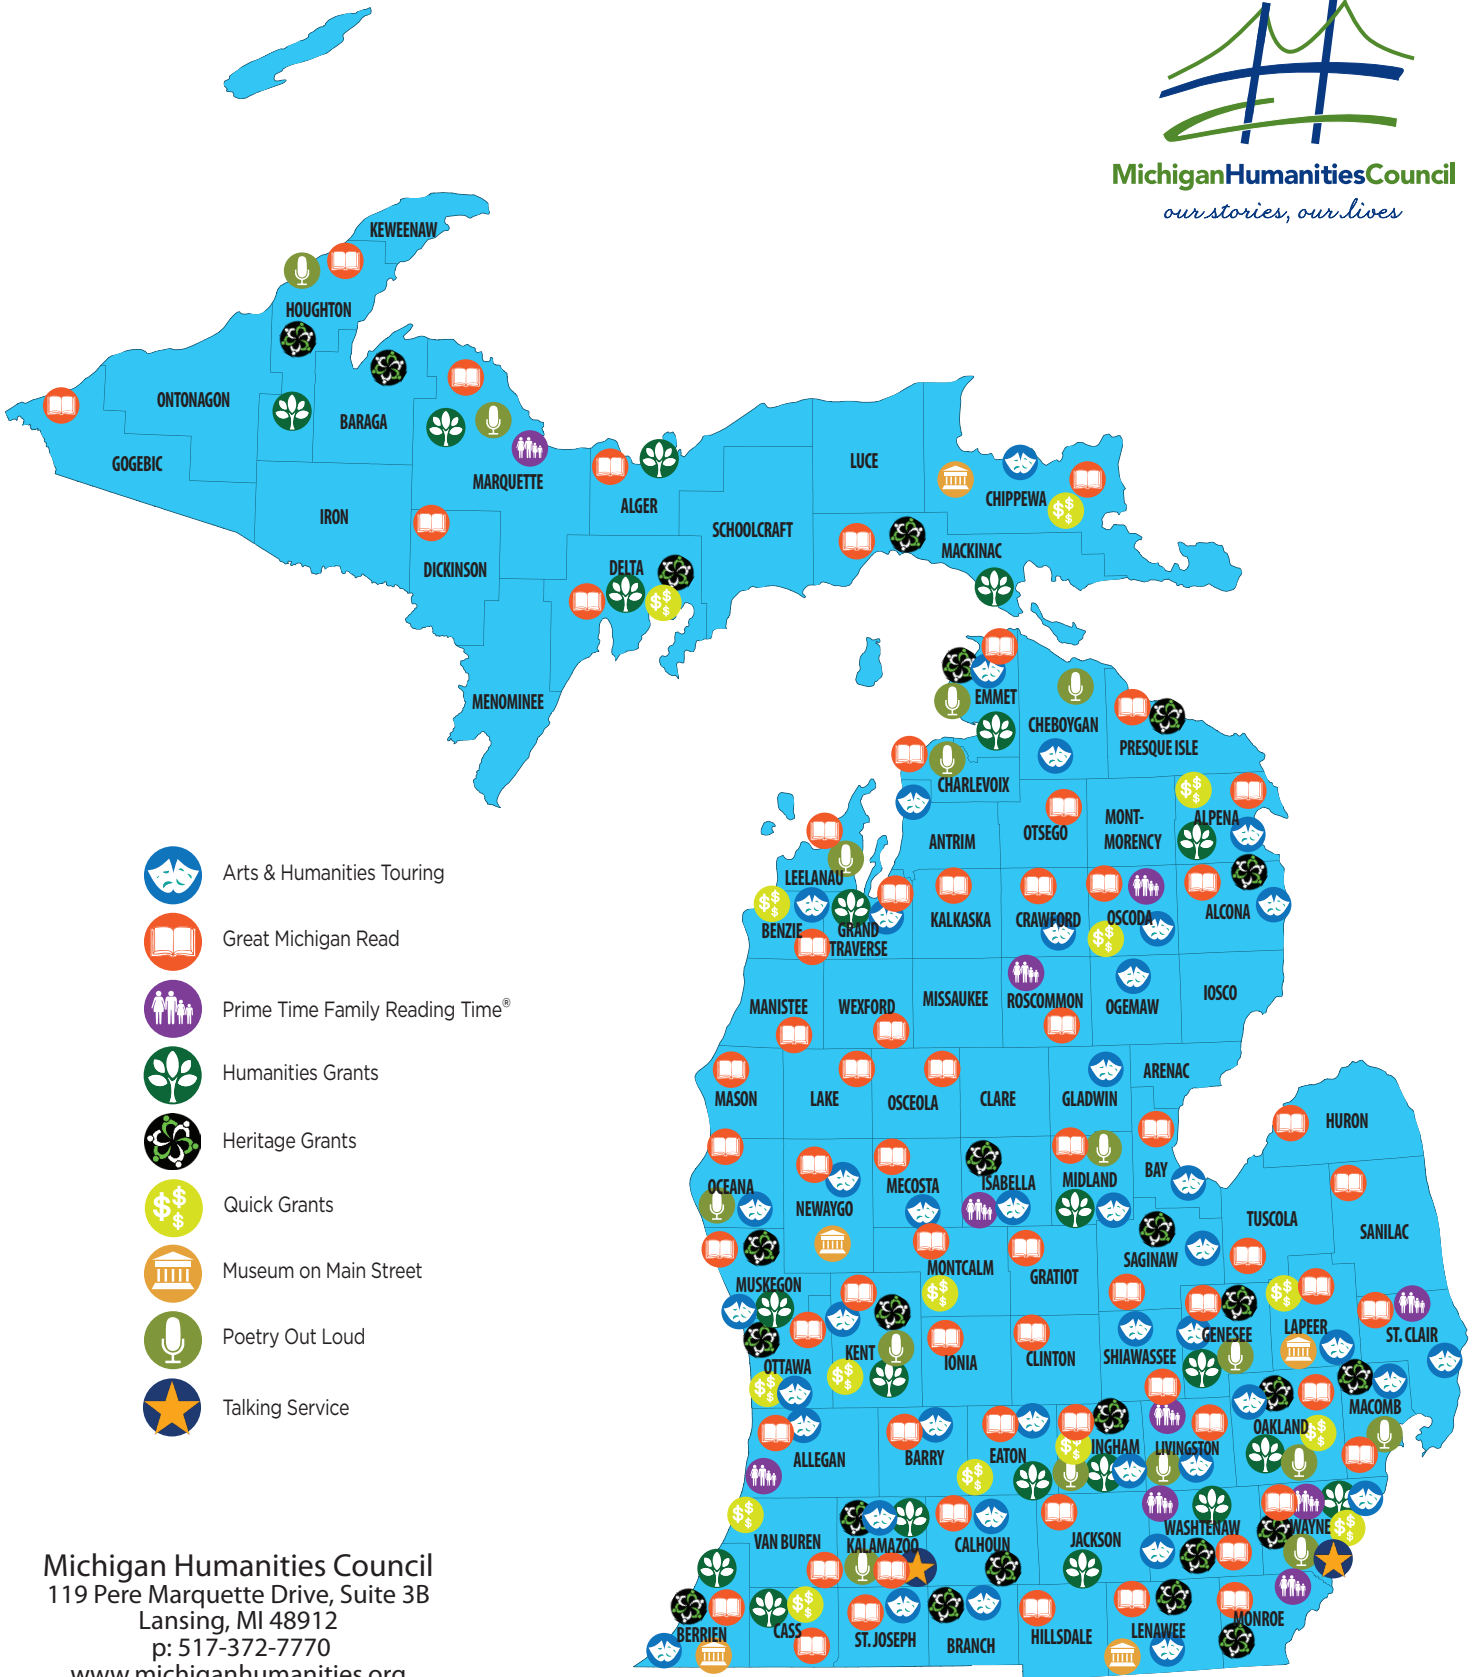 MichiganHumanitiesCouncil
our stories, our lives
KEWEENAW
HOUGHTON
ONTONAGON
BARAGA
GOGEBIC
MARQUETTE
LUCE
ALGER
CHIPPEWA
IRON
SCHOOLCRAFT
MACKINAC
DICKINSON
DELTA
MENOMINEE
EMMET
CHEBOYGAN
PRESQUE ISLE
CHARLEVOIX
ANTRIM
OTSEGO
MONT-
MORENCY
ALPENA
LEELANAU
BENZIE
GRAND
TRAVERSE
KALKASKA
CRAWFORD
OSCODA
ALCONA
MANISTEE
WEXFORD
MISSAUKEE
ROSCOMMON
OGEMAW
IOSCO
MASON
LAKE
OSCEOLA
CLARE
GLADWIN
ARENAC
HURON
OCEANA
NEWAYGO
MECOSTA
ISABELLA
MIDLAND
BAY
TUSCOLA
SANILAC
MUSKEGON
MONTCALM
GRATIOT
SAGINAW
OTTAWA
KENT
IONIA
CLINTON
SHIAWASSEE
GENESEE
LAPEER
ST. CLAIR
ALLEGAN
BARRY
EATON
INGHAM
LIVINGSTON
OAKLAND
MACOMB
VAN BUREN
KALAMAZOO
CALHOUN
JACKSON
WASHTENAW
WAYNE
BERRIEN
CASS
ST. JOSEPH
BRANCH
HILLSDALE
LENAWEE
MONROE
Arts & Humanities Touring
Great Michigan Read
Prime Time Family Reading Time®
Humanities Grants
Heritage Grants
Quick Grants
Museum on Main Street
Poetry Out Loud
Talking Service
Michigan Humanities Council
119 Pere Marquette Drive, Suite 3B
Lansing, MI 48912
p: 517-372-7770
www.michiganhumanities.org